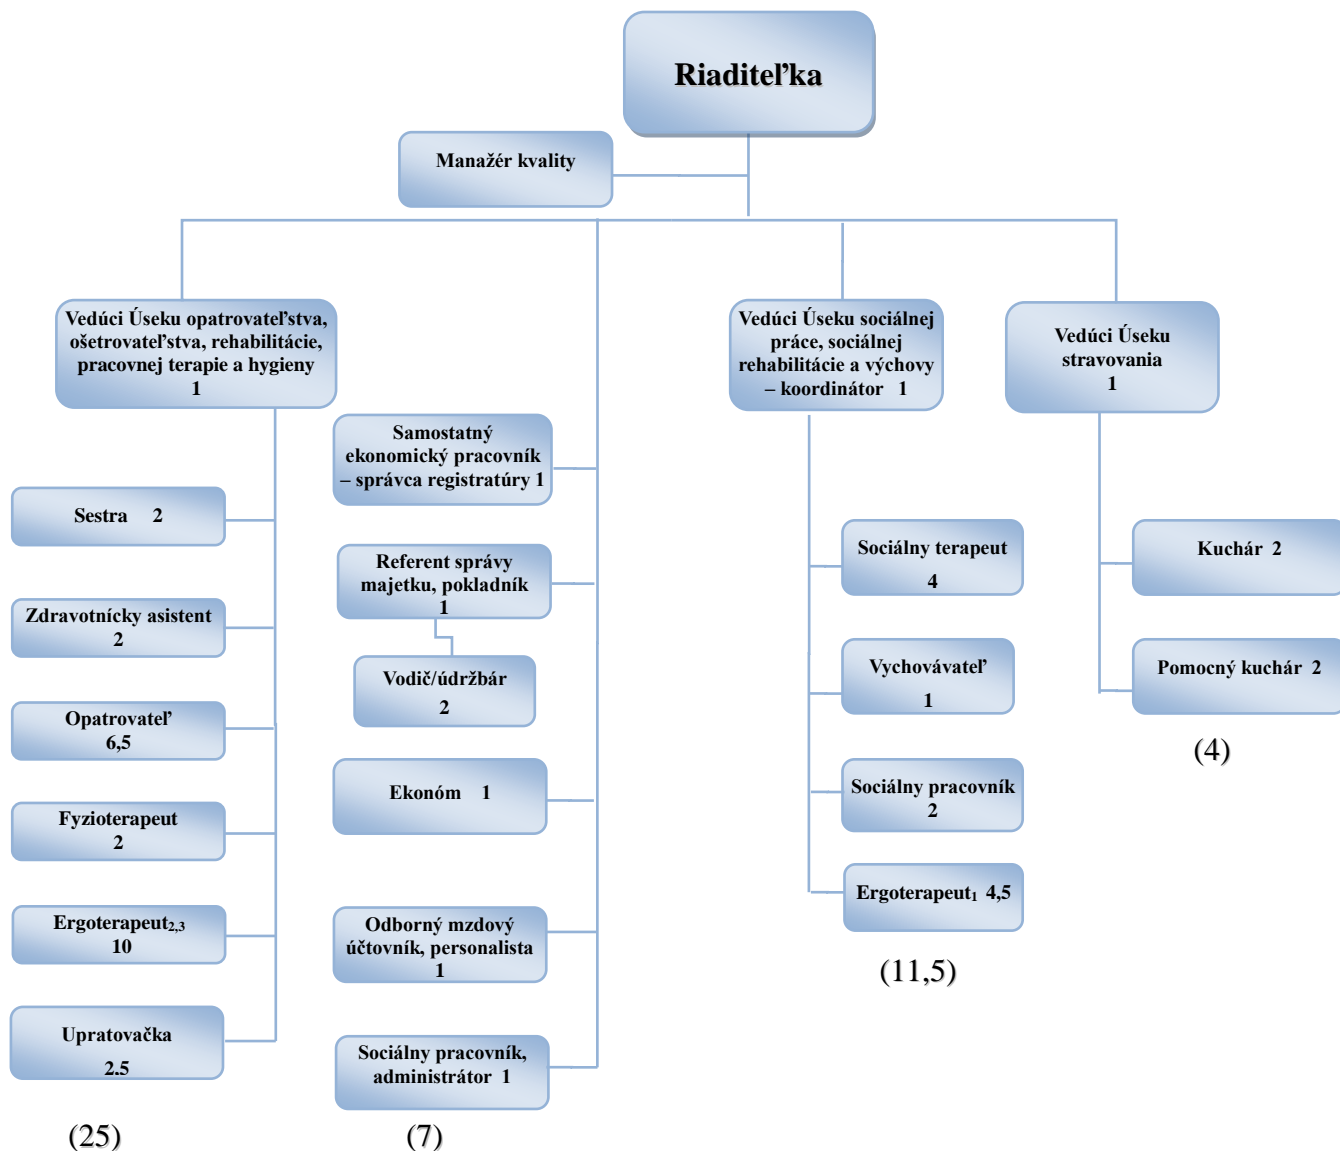 Riaditeľka
Manažér kvality
Vedúci Úseku opatrovateľstva,
ošetrovateľstva, rehabilitácie,
pracovnej terapie a hygieny
1
Sestra 2
Zdravotnícky asistent
2
Opatrovateľ
6,5
Fyzioterapeut
2
Ergoterapeut2,3
10
Upratovačka
2,5
(25)
Samostatný
ekonomický pracovník
– správca registratúry 1
Referent správy
majetku, pokladník
1
Vodič/údržbár
2
Ekonóm 1
Odborný mzdový
účtovník, personalista
1
Sociálny pracovník,
administrátor 1
(7)
Vedúci Úseku sociálnej
práce, sociálnej
rehabilitácie a výchovy
– koordinátor 1
Sociálny terapeut
4
Vychovávateľ
1
Sociálny pracovník
2
Ergoterapeut1 4,5
(11,5)
Vedúci Úseku
stravovania
1
Kuchár 2
Pomocný kuchár 2
(4)